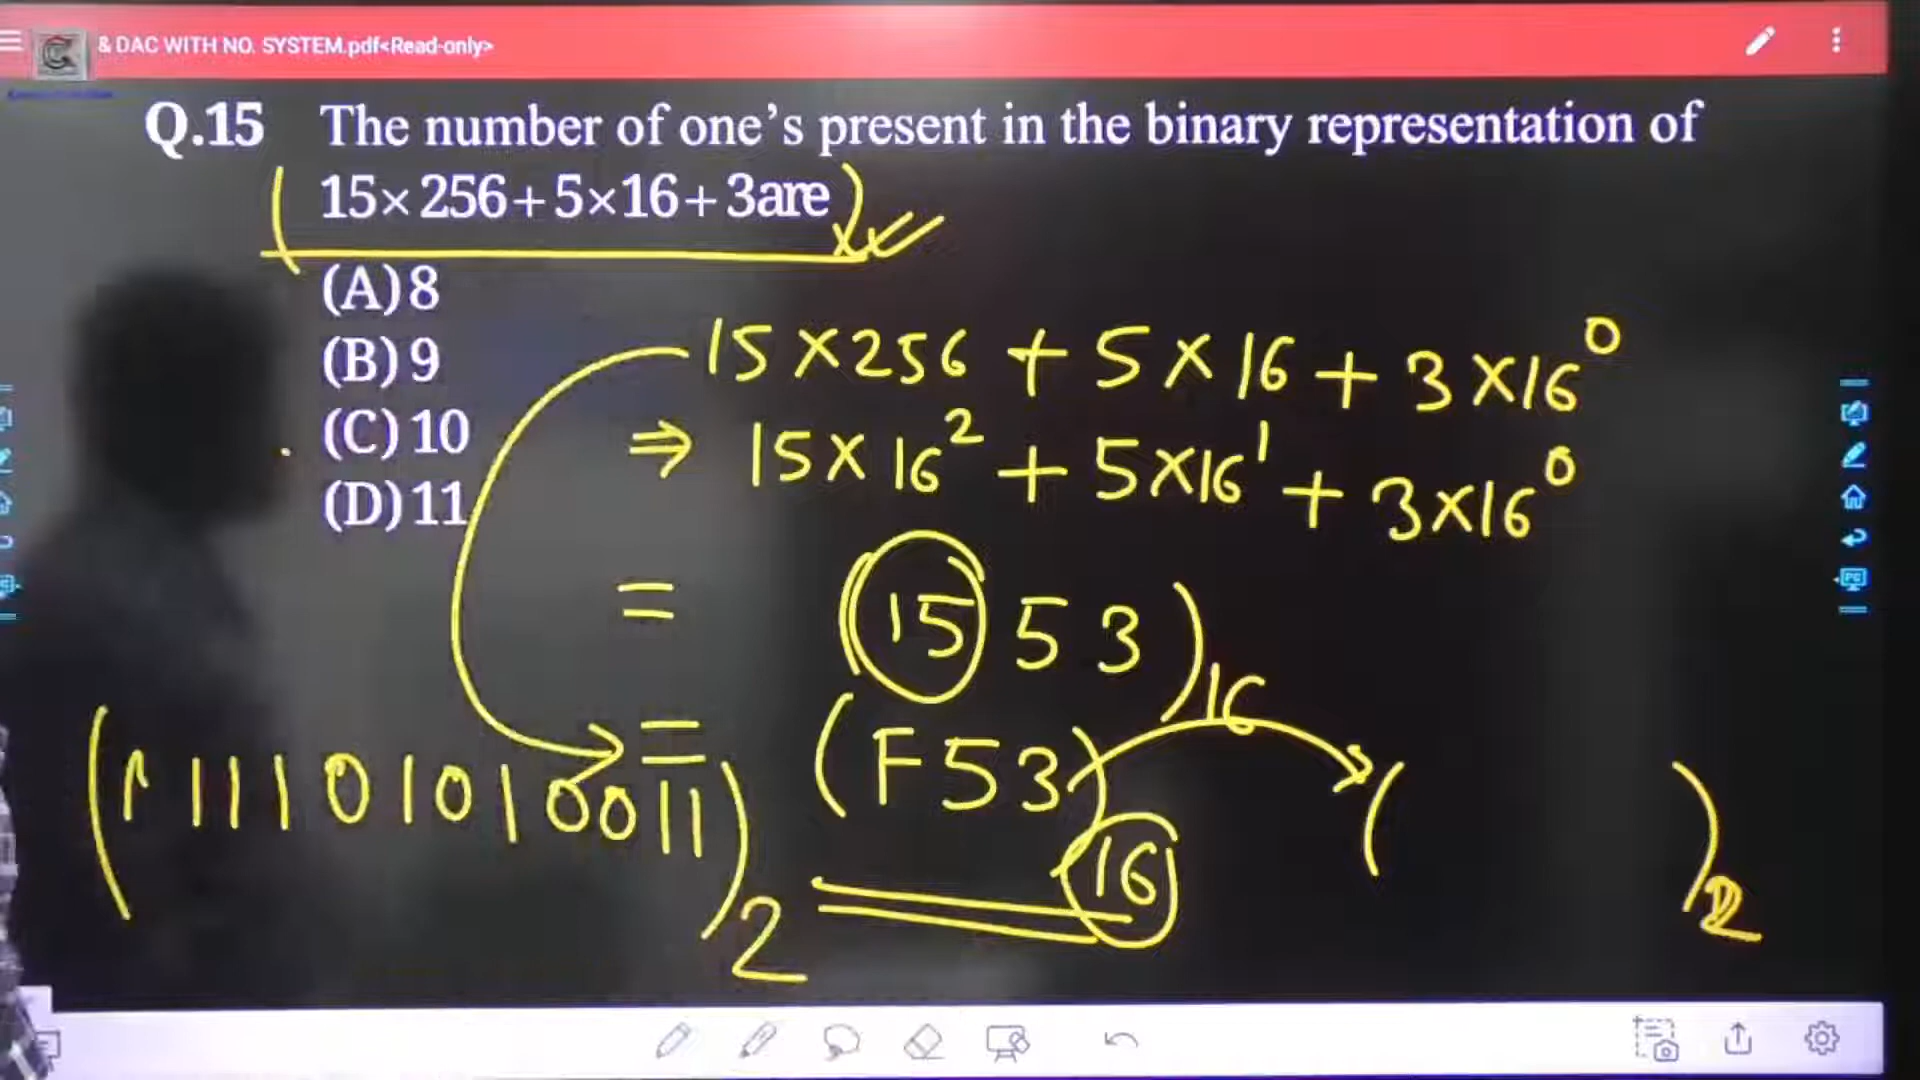 & DAC WITH NO. SYSTEM.pdf<Read-only>
Q.15 The number of one's present in the binary representation of
15×256+5×16+3are
(A) 8
(B) 9
(C) 10
(D) 11
15×256 + 5×16 + 3×16⁰
⇒ 15×16² + 5×16¹ + 3×16⁰
= (15 5 3)₁₆
= (F53)₁₆ → ( )₂
(111101010011)₂